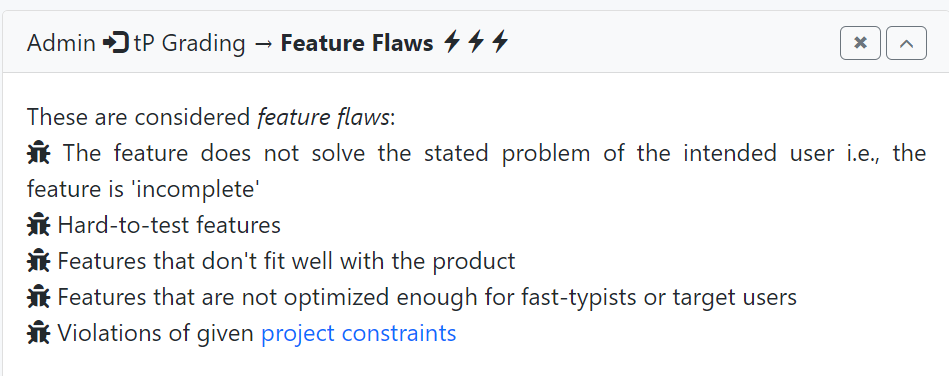 Admin tP Grading → Feature Flaws
These are considered feature flaws:
The feature does not solve the stated problem of the intended user i.e., the
feature is 'incomplete'
Hard-to-test features
Features that don't fit well with the product
Features that are not optimized enough for fast-typists or target users
Violations of given project constraints